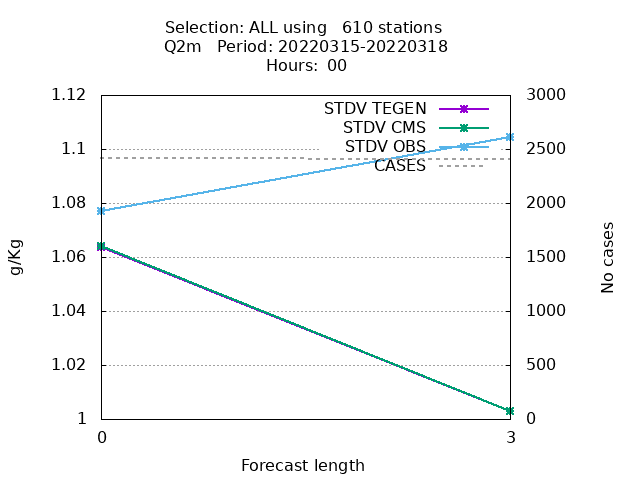 Selection: ALL using   610 stations
Q2m   Period: 20220315-20220318
Hours: 00
1.12
1.1
1.08
1.06
1.04
1.02
1
3000
2500
2000
1500
1000
500
0
STDV TEGEN
STDV CMS
STDV OBS
CASES
g/Kg
No cases
0
3
Forecast length